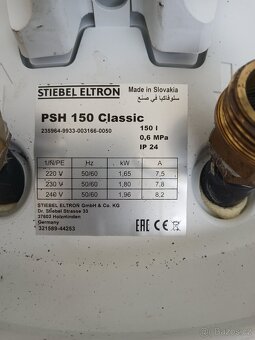 STIEBEL ELTRON
Made in Slovakia
صنع في سلوفاكيا
PSH 150 Classic
235964-9933-003166-0050
150 l
0,6 MPa
IP 24
1/N/PE Hz kW A
220 V 50/60 1,65 7,5
230 V 50/60 1,80 7,8
240 V 50/60 1,96 8,2
STIEBEL ELTRON GmbH & Co. KG
Dr. Stiebel Strasse 33
37603 Holzminden
Germany
321589-44253
EAC CE